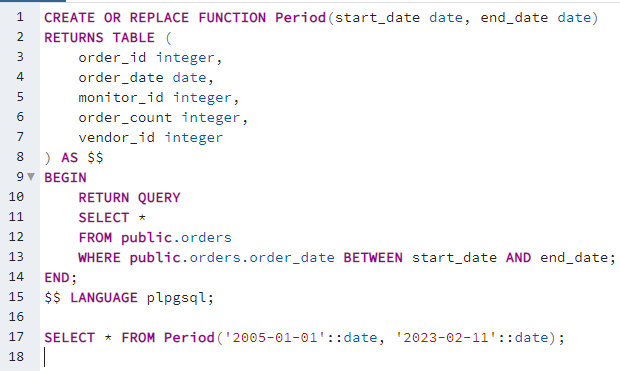 1 CREATE OR REPLACE FUNCTION Period(start_date date, end_date date)
2 RETURNS TABLE (
3     order_id integer,
4     order_date date,
5     monitor_id integer,
6     order_count integer,
7     vendor_id integer
8 ) AS $$
9 BEGIN
10     RETURN QUERY
11     SELECT *
12     FROM public.orders
13     WHERE public.orders.order_date BETWEEN start_date AND end_date;
14 END;
15 $$ LANGUAGE plpgsql;
16
17 SELECT * FROM Period('2005-01-01'::date, '2023-02-11'::date);
18